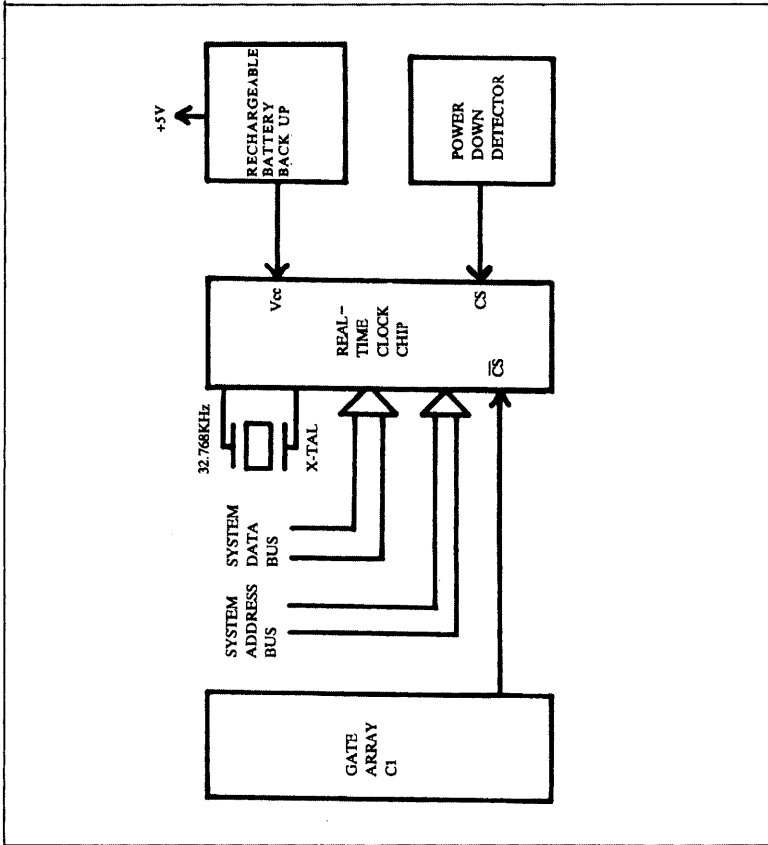 +5V
RECHARGEABLE
BATTERY
BACK UP
POWER
DOWN
DETECTOR
Vcc
CS
REAL-
TIME
CLOCK
CHIP
C̅S̅
32.768KHz
X-TAL
SYSTEM
DATA
BUS
SYSTEM
ADDRESS
BUS
GATE
ARRAY
C1